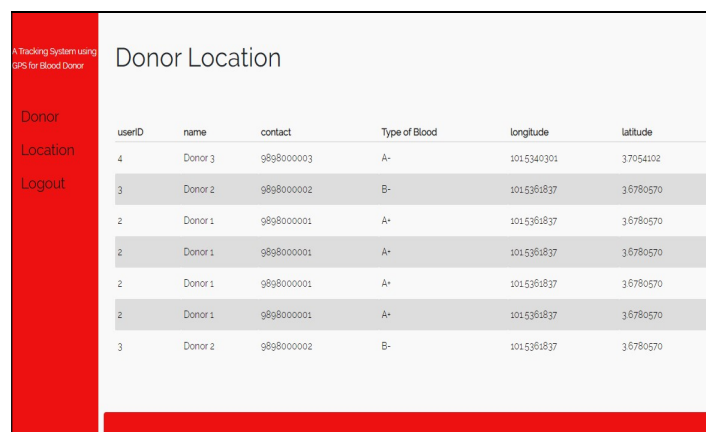 A Tracking System using
GPS for Blood Donor
Donor
Location
Logout
Donor Location
userID name contact Type of Blood longitude latitude
4 Donor 3 9898000003 A- 101.5340301 3.7054102
3 Donor 2 9898000002 B- 101.5361837 3.6780570
2 Donor 1 9898000001 A+ 101.5361837 3.6780570
2 Donor 1 9898000001 A+ 101.5361837 3.6780570
2 Donor 1 9898000001 A+ 101.5361837 3.6780570
2 Donor 1 9898000001 A+ 101.5361837 3.6780570
3 Donor 2 9898000002 B- 101.5361837 3.6780570